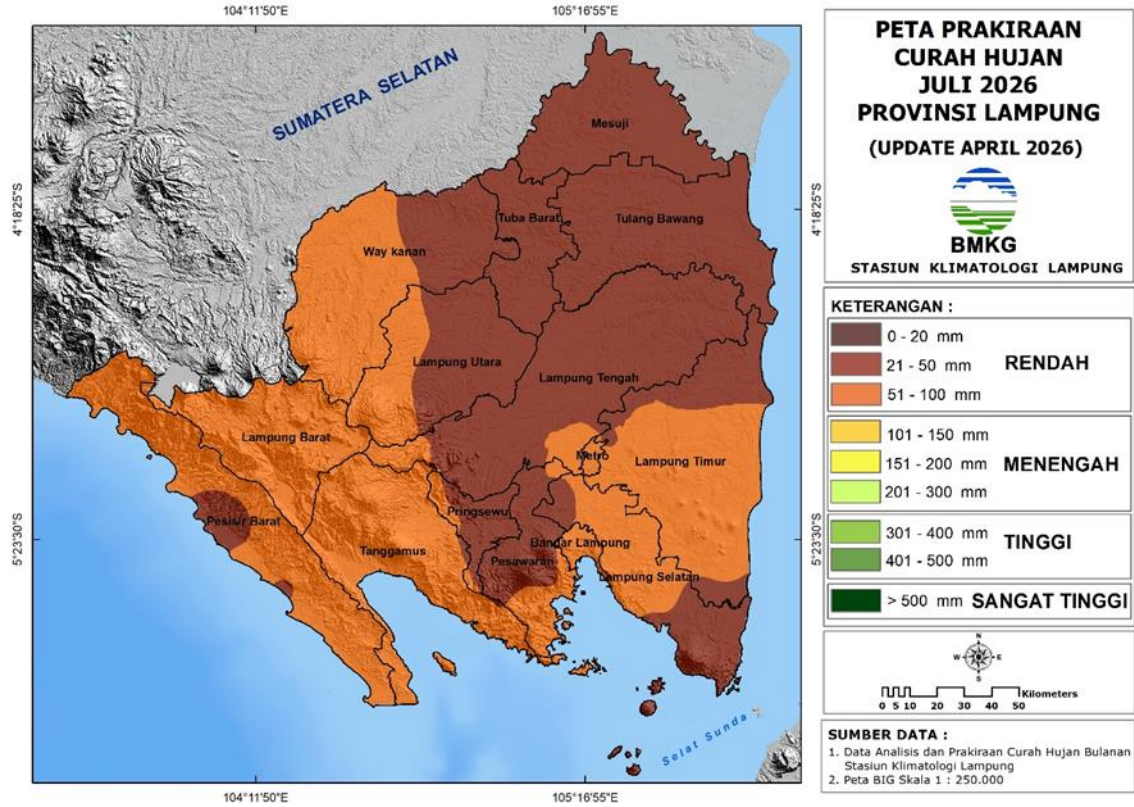 104°11'50"E
105°16'55"E
4°18'25"S
5°23'30"S
4°18'25"S
5°23'30"S
104°11'50"E
105°16'55"E
SUMATERA SELATAN
Mesuji
Tuba Barat
Tulang Bawang
Way kanan
Lampung Utara
Lampung Tengah
Lampung Barat
Metro
Lampung Timur
Pesisir Barat
Pringsewu
Tanggamus
Bandar Lampung
Pesawaran
Lampung Selatan
Selat Sunda
PETA PRAKIRAAN
CURAH HUJAN
JULI 2026
PROVINSI LAMPUNG
(UPDATE APRIL 2026)
BMKG
STASIUN KLIMATOLOGI LAMPUNG
KETERANGAN :
0 - 20 mm
21 - 50 mm
51 - 100 mm
RENDAH
101 - 150 mm
151 - 200 mm
201 - 300 mm
MENENGAH
301 - 400 mm
401 - 500 mm
TINGGI
> 500 mm SANGAT TINGGI
N
W E
S
0 5 10 20 30 40 50 Kilometers
SUMBER DATA :
1. Data Analisis dan Prakiraan Curah Hujan Bulanan
Stasiun Klimatologi Lampung
2. Peta BIG Skala 1 : 250.000